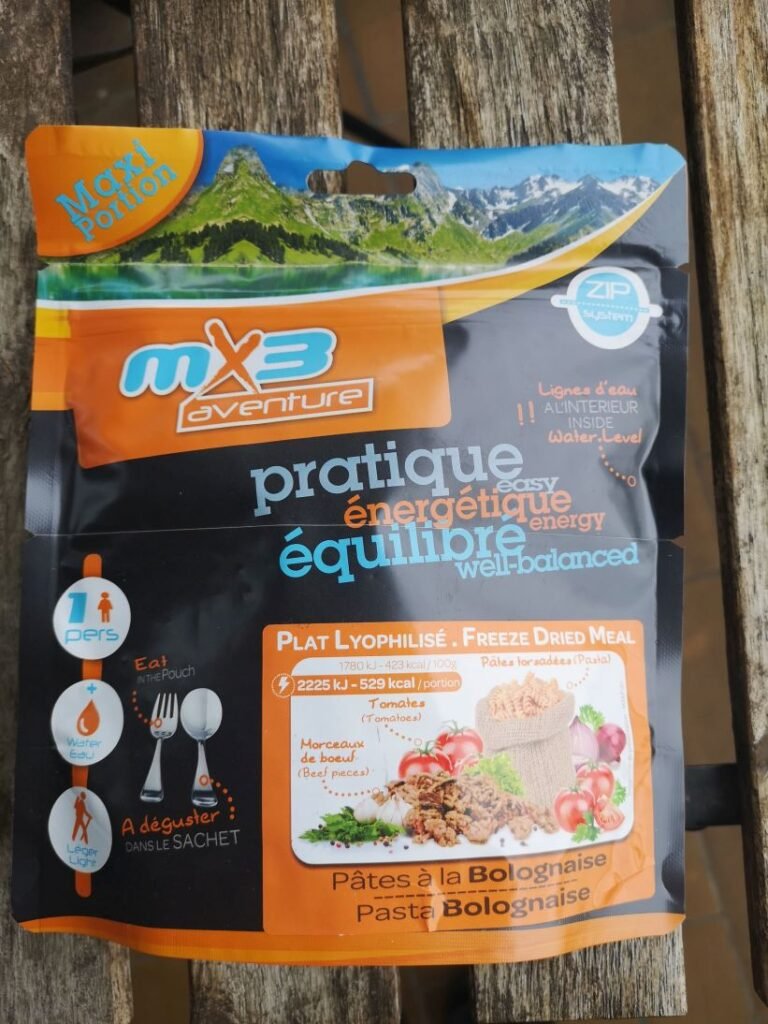 Maxi
Portion
ZIP
system
mx3
aventure
Lignes d'eau
!! A L'INTERIEUR
INSIDE
Water Level
pratique
easy
énergétique
energy
équilibré
well-balanced
1
pers
+
Water
Eau
Léger
Light
Eat
IN THE POUCH
A déguster
DANS LE SACHET
PLAT LYOPHILISÉ . FREEZE DRIED MEAL
1780 kJ - 423 kcal / 100g
2225 kJ - 529 kcal / portion
Pâtes torsadées (Pasta)
Tomates
(Tomatoes)
Morceaux
de boeuf
(Beef pieces)
Pâtes à la Bolognaise
Pasta Bolognaise